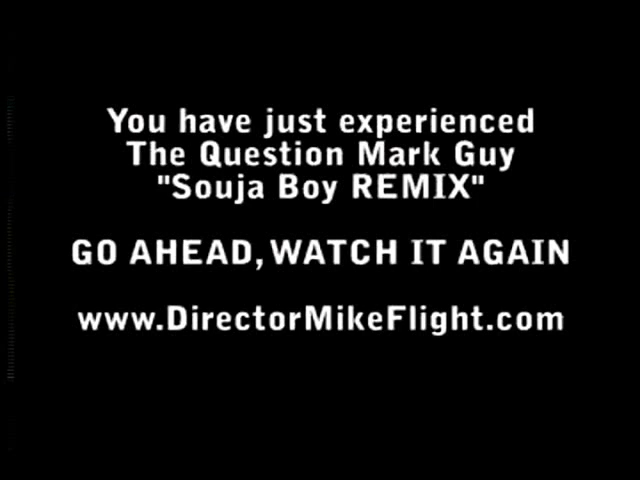 You have just experienced
The Question Mark Guy
"Souja Boy REMIX"
GO AHEAD, WATCH IT AGAIN
www.DirectorMikeFlight.com